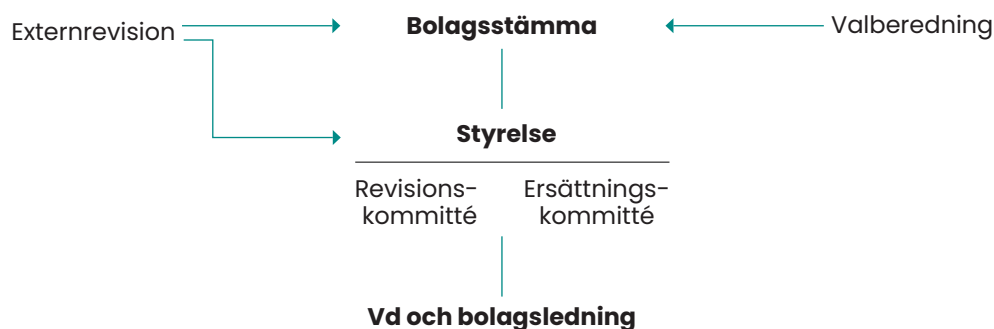 Externrevision
Bolagsstämma
Valberedning
Styrelse
Revisions-
kommitté
Ersättnings-
kommitté
Vd och bolagsledning